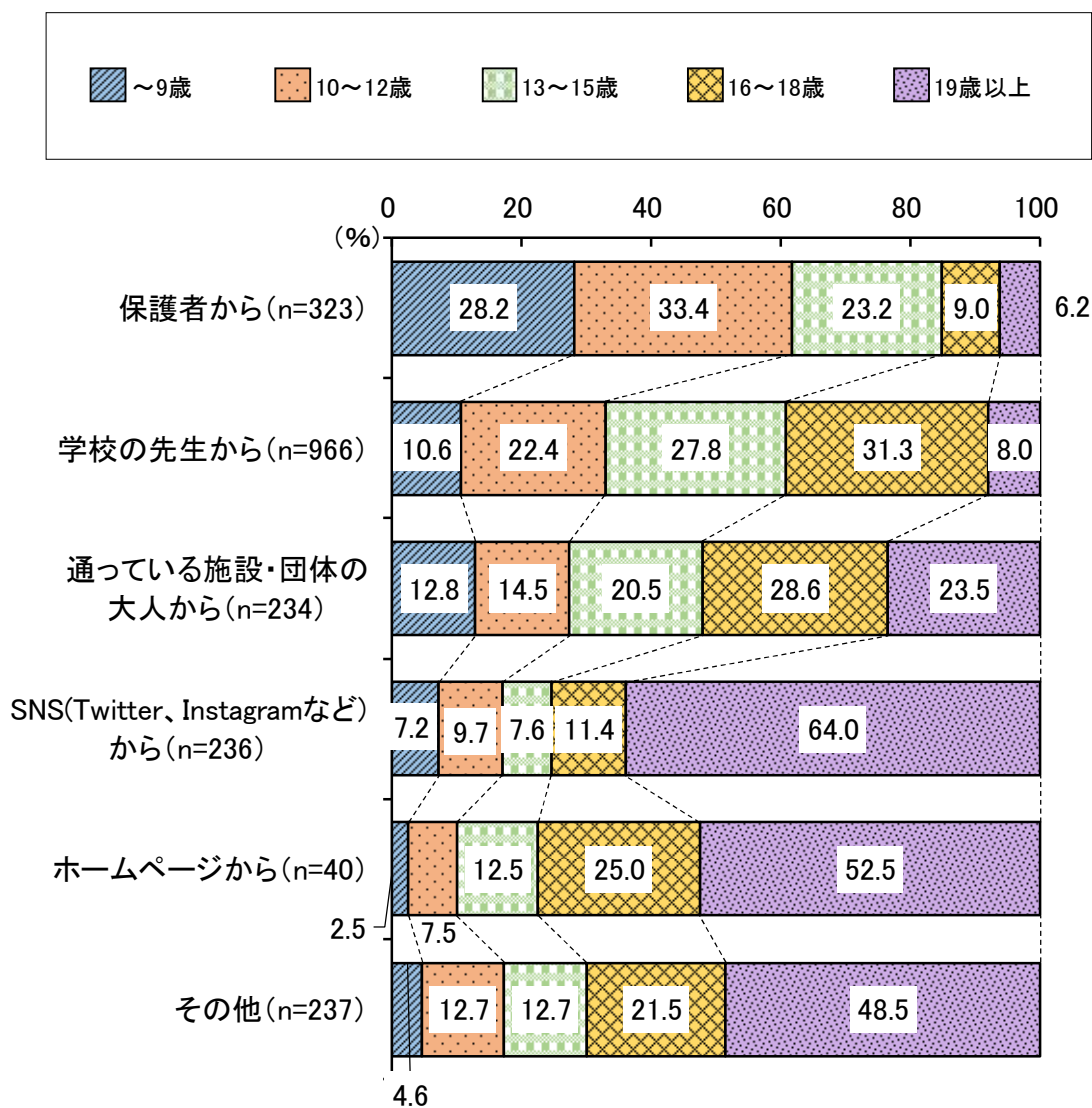 ～9歳 10～12歳 13～15歳 16～18歳 19歳以上
0 20 40 60 80 100
(%)
保護者から(n=323) 28.2 33.4 23.2 9.0 6.2
学校の先生から(n=966) 10.6 22.4 27.8 31.3 8.0
通っている施設・団体の
大人から(n=234) 12.8 14.5 20.5 28.6 23.5
SNS(Twitter、Instagramなど)
から(n=236) 7.2 9.7 7.6 11.4 64.0
ホームページから(n=40) 12.5 25.0 52.5
2.5 7.5
その他(n=237) 12.7 12.7 21.5 48.5
4.6